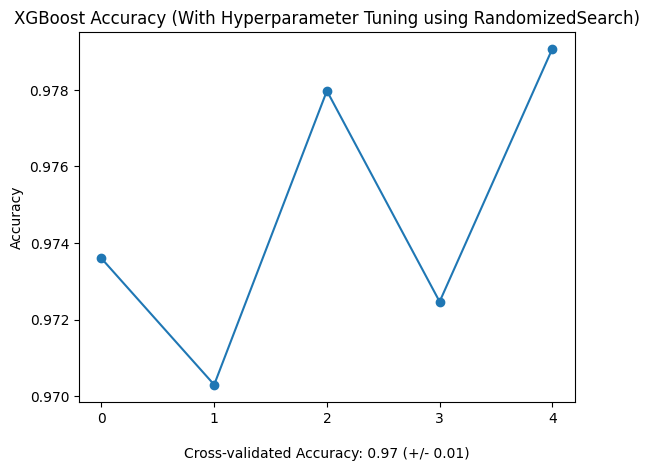 XGBoost Accuracy (With Hyperparameter Tuning using RandomizedSearch)
0.978
0.976
0.974
0.972
0.970
Accuracy
0 1 2 3 4
Cross-validated Accuracy: 0.97 (+/- 0.01)